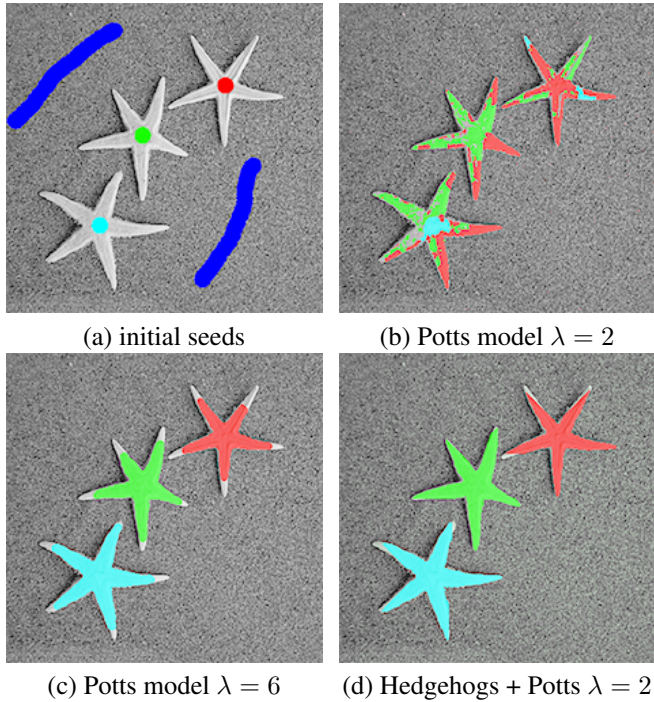 (a) initial seeds
(b) Potts model λ = 2
(c) Potts model λ = 6
(d) Hedgehogs + Potts λ = 2